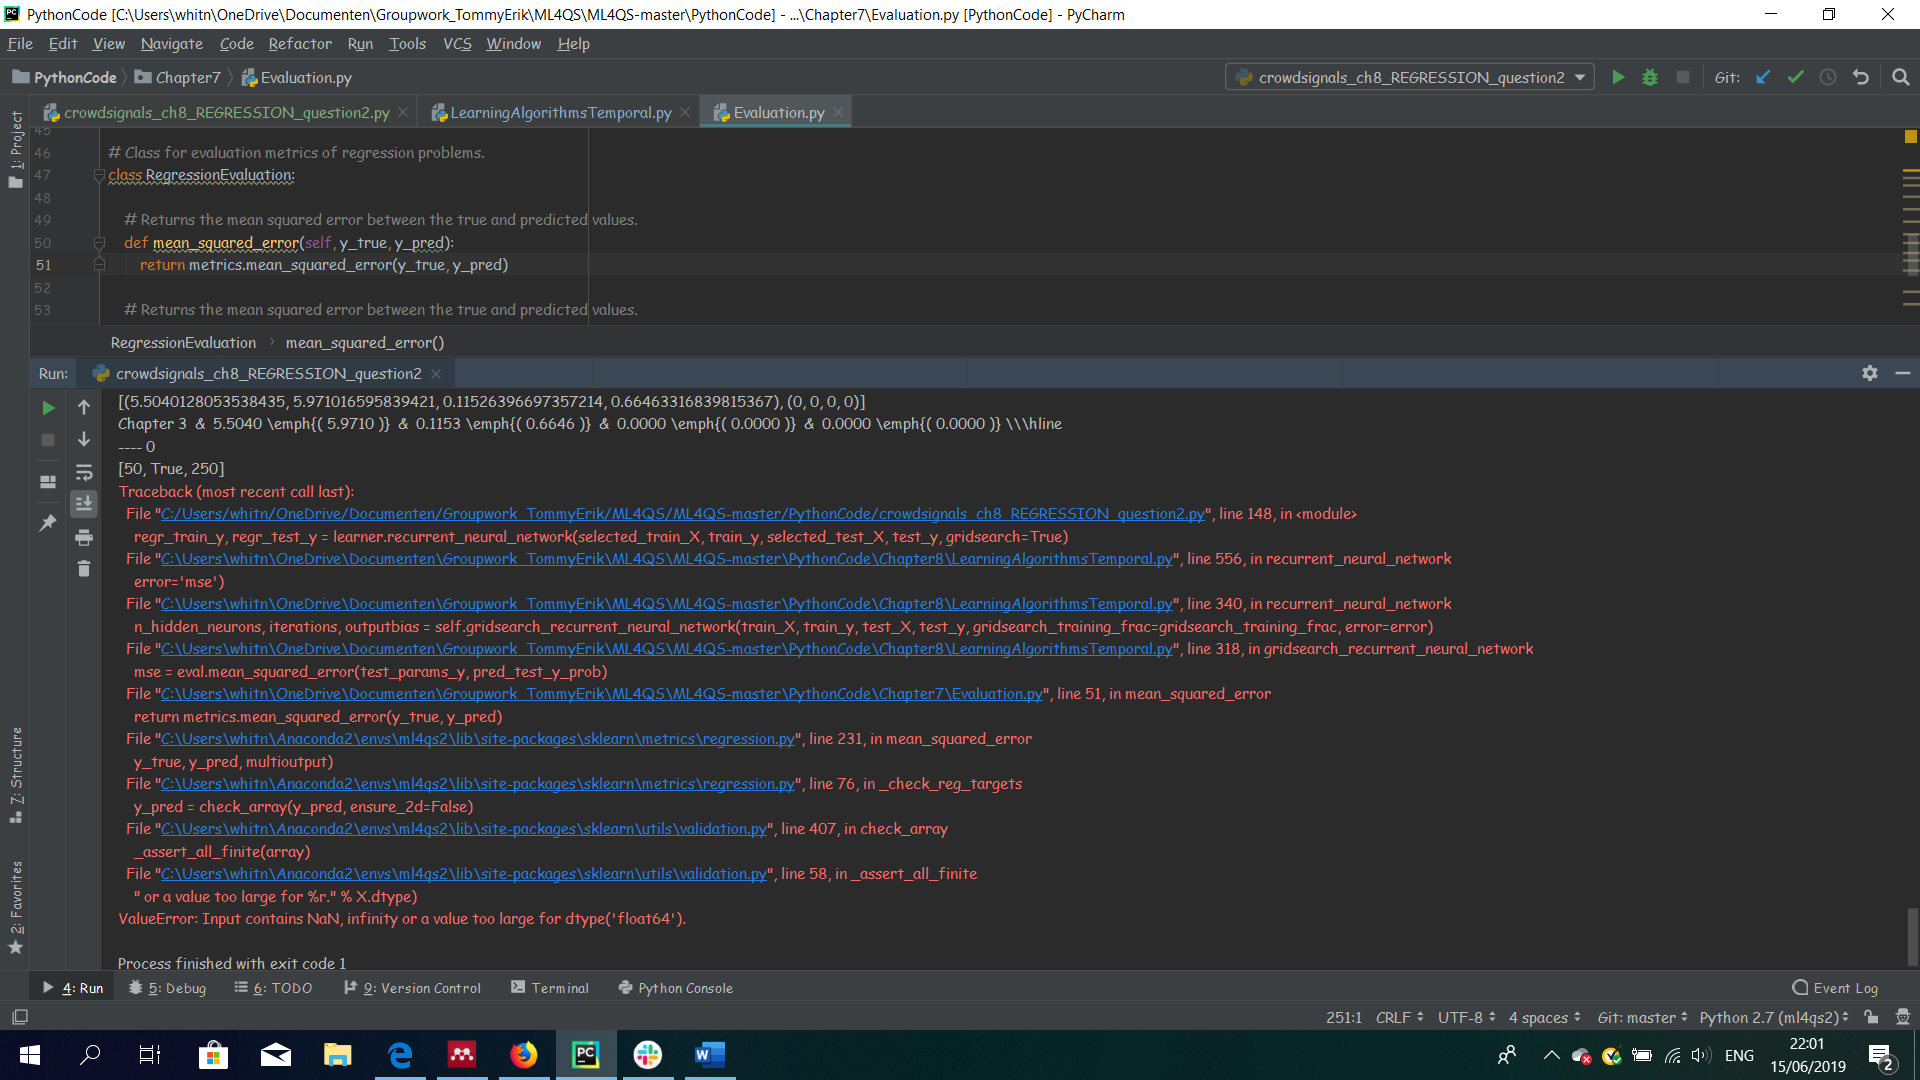 PythonCode [C:\Users\whitn\OneDrive\Documenten\Groupwork_TommyErik\ML4QS\ML4QS-master\PythonCode] - ...\Chapter7\Evaluation.py [PythonCode] - PyCharm
File Edit View Navigate Code Refactor Run Tools VCS Window Help
PythonCode Chapter7 Evaluation.py crowdsignals_ch8_REGRESSION_question2 Git:
crowdsignals_ch8_REGRESSION_question2.py LearningAlgorithmsTemporal.py Evaluation.py
1: Project
45
46 # Class for evaluation metrics of regression problems.
47 class RegressionEvaluation:
48
49 # Returns the mean squared error between the true and predicted values.
50 def mean_squared_error(self, y_true, y_pred):
51 return metrics.mean_squared_error(y_true, y_pred)
52
53 # Returns the mean squared error between the true and predicted values.
RegressionEvaluation mean_squared_error()
Run: crowdsignals_ch8_REGRESSION_question2
[(5.5040128053538435, 5.971016595839421, 0.11526396697357214, 0.66463316839815367), (0, 0, 0, 0)]
Chapter 3 & 5.5040 \emph{( 5.9710 )} & 0.1153 \emph{( 0.6646 )} & 0.0000 \emph{( 0.0000 )} & 0.0000 \emph{( 0.0000 )} \\\hline
---- 0
[50, True, 250]
Traceback (most recent call last):
File "C:/Users/whitn/OneDrive/Documenten/Groupwork_TommyErik/ML4QS/ML4QS-master/PythonCode/crowdsignals_ch8_REGRESSION_question2.py", line 148, in <module>
regr_train_y, regr_test_y = learner.recurrent_neural_network(selected_train_X, train_y, selected_test_X, test_y, gridsearch=True)
File "C:\Users\whitn\OneDrive\Documenten\Groupwork_TommyErik\ML4QS\ML4QS-master\PythonCode\Chapter8\LearningAlgorithmsTemporal.py", line 556, in recurrent_neural_network
error='mse')
File "C:\Users\whitn\OneDrive\Documenten\Groupwork_TommyErik\ML4QS\ML4QS-master\PythonCode\Chapter8\LearningAlgorithmsTemporal.py", line 340, in recurrent_neural_network
n_hidden_neurons, iterations, outputbias = self.gridsearch_recurrent_neural_network(train_X, train_y, test_X, test_y, gridsearch_training_frac=gridsearch_training_frac, error=error)
File "C:\Users\whitn\OneDrive\Documenten\Groupwork_TommyErik\ML4QS\ML4QS-master\PythonCode\Chapter8\LearningAlgorithmsTemporal.py", line 318, in gridsearch_recurrent_neural_network
mse = eval.mean_squared_error(test_params_y, pred_test_y_prob)
File "C:\Users\whitn\OneDrive\Documenten\Groupwork_TommyErik\ML4QS\ML4QS-master\PythonCode\Chapter7\Evaluation.py", line 51, in mean_squared_error
return metrics.mean_squared_error(y_true, y_pred)
File "C:\Users\whitn\Anaconda2\envs\ml4qs2\lib\site-packages\sklearn\metrics\regression.py", line 231, in mean_squared_error
y_true, y_pred, multioutput)
File "C:\Users\whitn\Anaconda2\envs\ml4qs2\lib\site-packages\sklearn\metrics\regression.py", line 76, in _check_reg_targets
y_pred = check_array(y_pred, ensure_2d=False)
File "C:\Users\whitn\Anaconda2\envs\ml4qs2\lib\site-packages\sklearn\utils\validation.py", line 407, in check_array
_assert_all_finite(array)
File "C:\Users\whitn\Anaconda2\envs\ml4qs2\lib\site-packages\sklearn\utils\validation.py", line 58, in _assert_all_finite
" or a value too large for %r." % X.dtype)
ValueError: Input contains NaN, infinity or a value too large for dtype('float64').
Process finished with exit code 1
7: Structure
2: Favorites
4: Run 5: Debug 6: TODO 9: Version Control Terminal Python Console Event Log
251:1 CRLF UTF-8 4 spaces Git: master Python 2.7 (ml4qs2)
ENG 22:01
15/06/2019 2